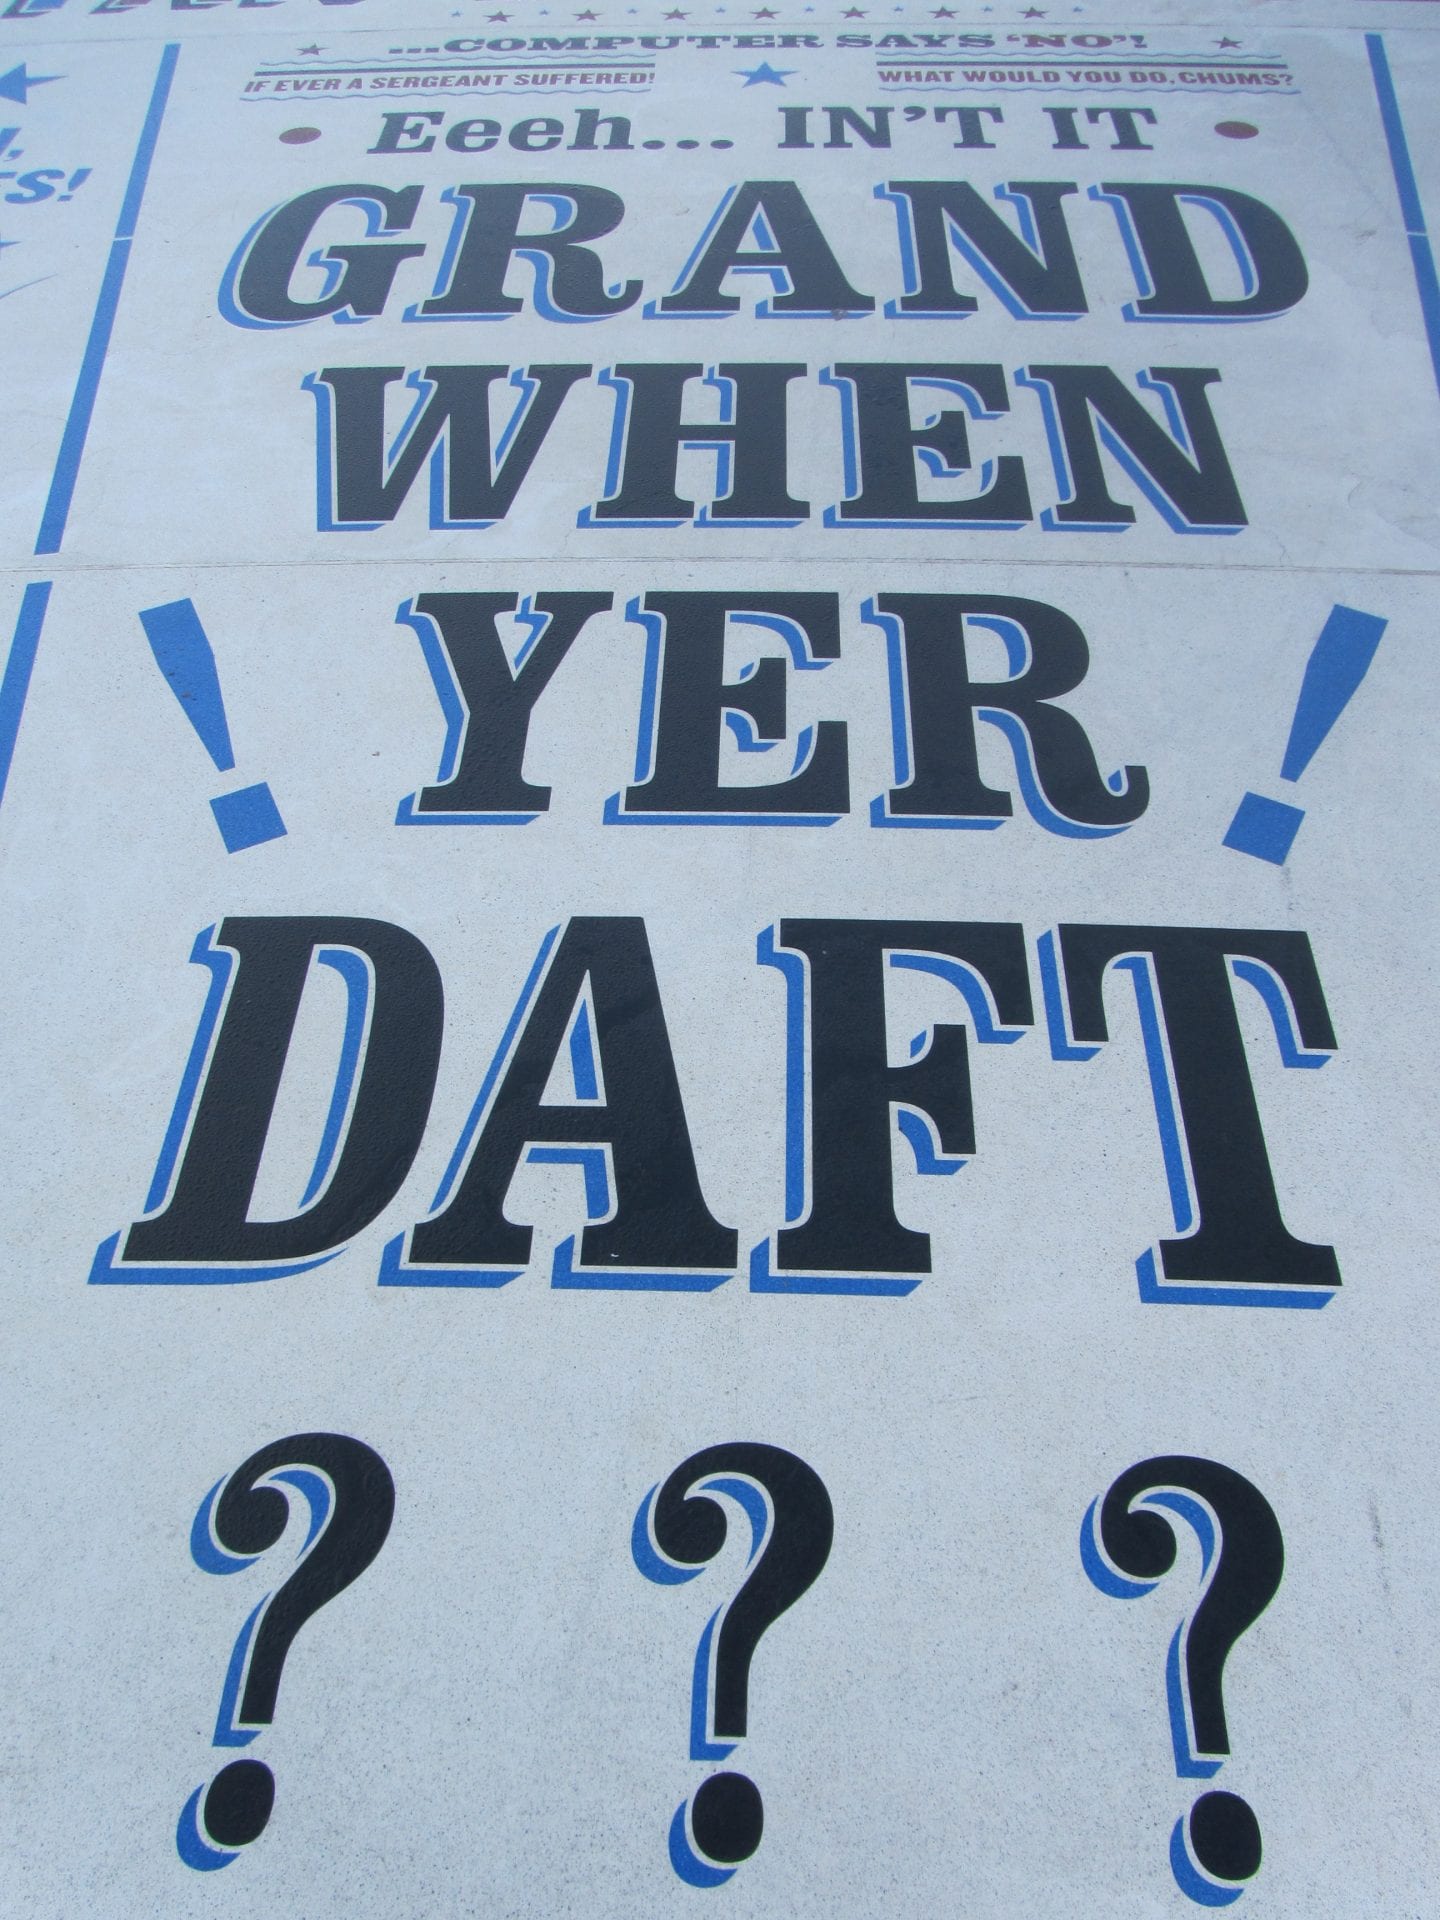 ...COMPUTER SAYS 'NO'!
IF EVER A SERGEANT SUFFERED!
WHAT WOULD YOU DO, CHUMS?
Eeeh... IN'T IT
GRAND
WHEN
! YER !
DAFT
? ? ?